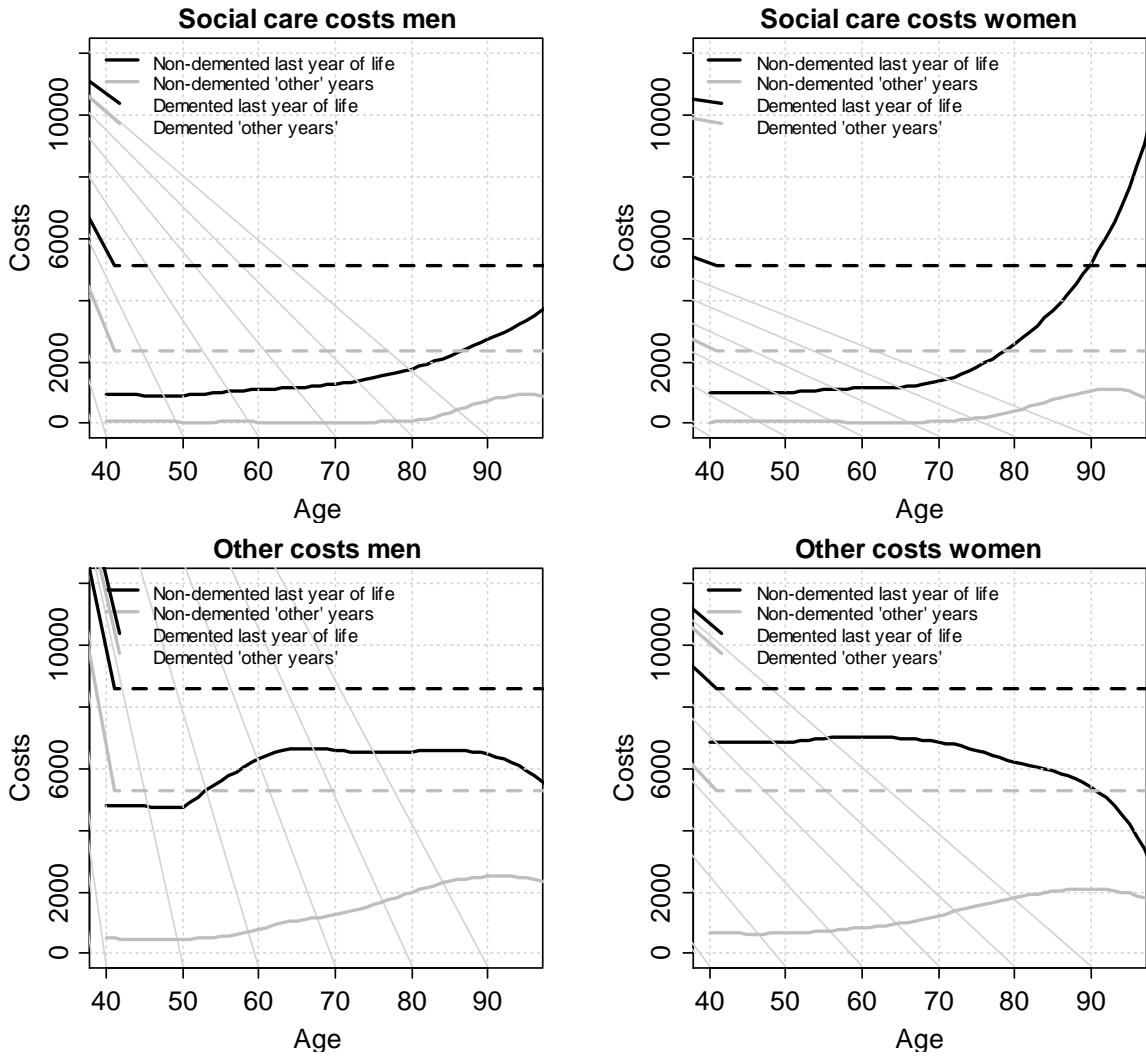 Social care costs men
Non-demented last year of life
Non-demented 'other' years
Demented last year of life
Demented 'other years'
Costs
0
2000
6000
10000
40 50 60 70 80 90
Age
Social care costs women
Non-demented last year of life
Non-demented 'other' years
Demented last year of life
Demented 'other years'
Costs
0
2000
6000
10000
40 50 60 70 80 90
Age
Other costs men
Non-demented last year of life
Non-demented 'other' years
Demented last year of life
Demented 'other years'
Costs
0
2000
6000
10000
40 50 60 70 80 90
Age
Other costs women
Non-demented last year of life
Non-demented 'other' years
Demented last year of life
Demented 'other years'
Costs
0
2000
6000
10000
40 50 60 70 80 90
Age